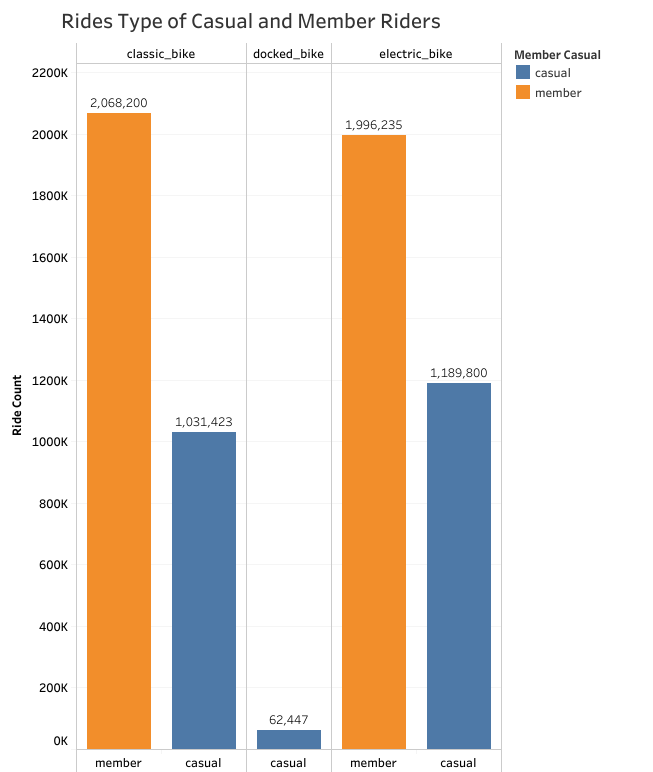 Rides Type of Casual and Member Riders
classic_bike docked_bike electric_bike
Member Casual
casual
member
2200K
2000K
1800K
1600K
1400K
1200K
1000K
800K
600K
400K
200K
0K
Ride Count
2,068,200
1,031,423
62,447
1,996,235
1,189,800
member casual casual member casual